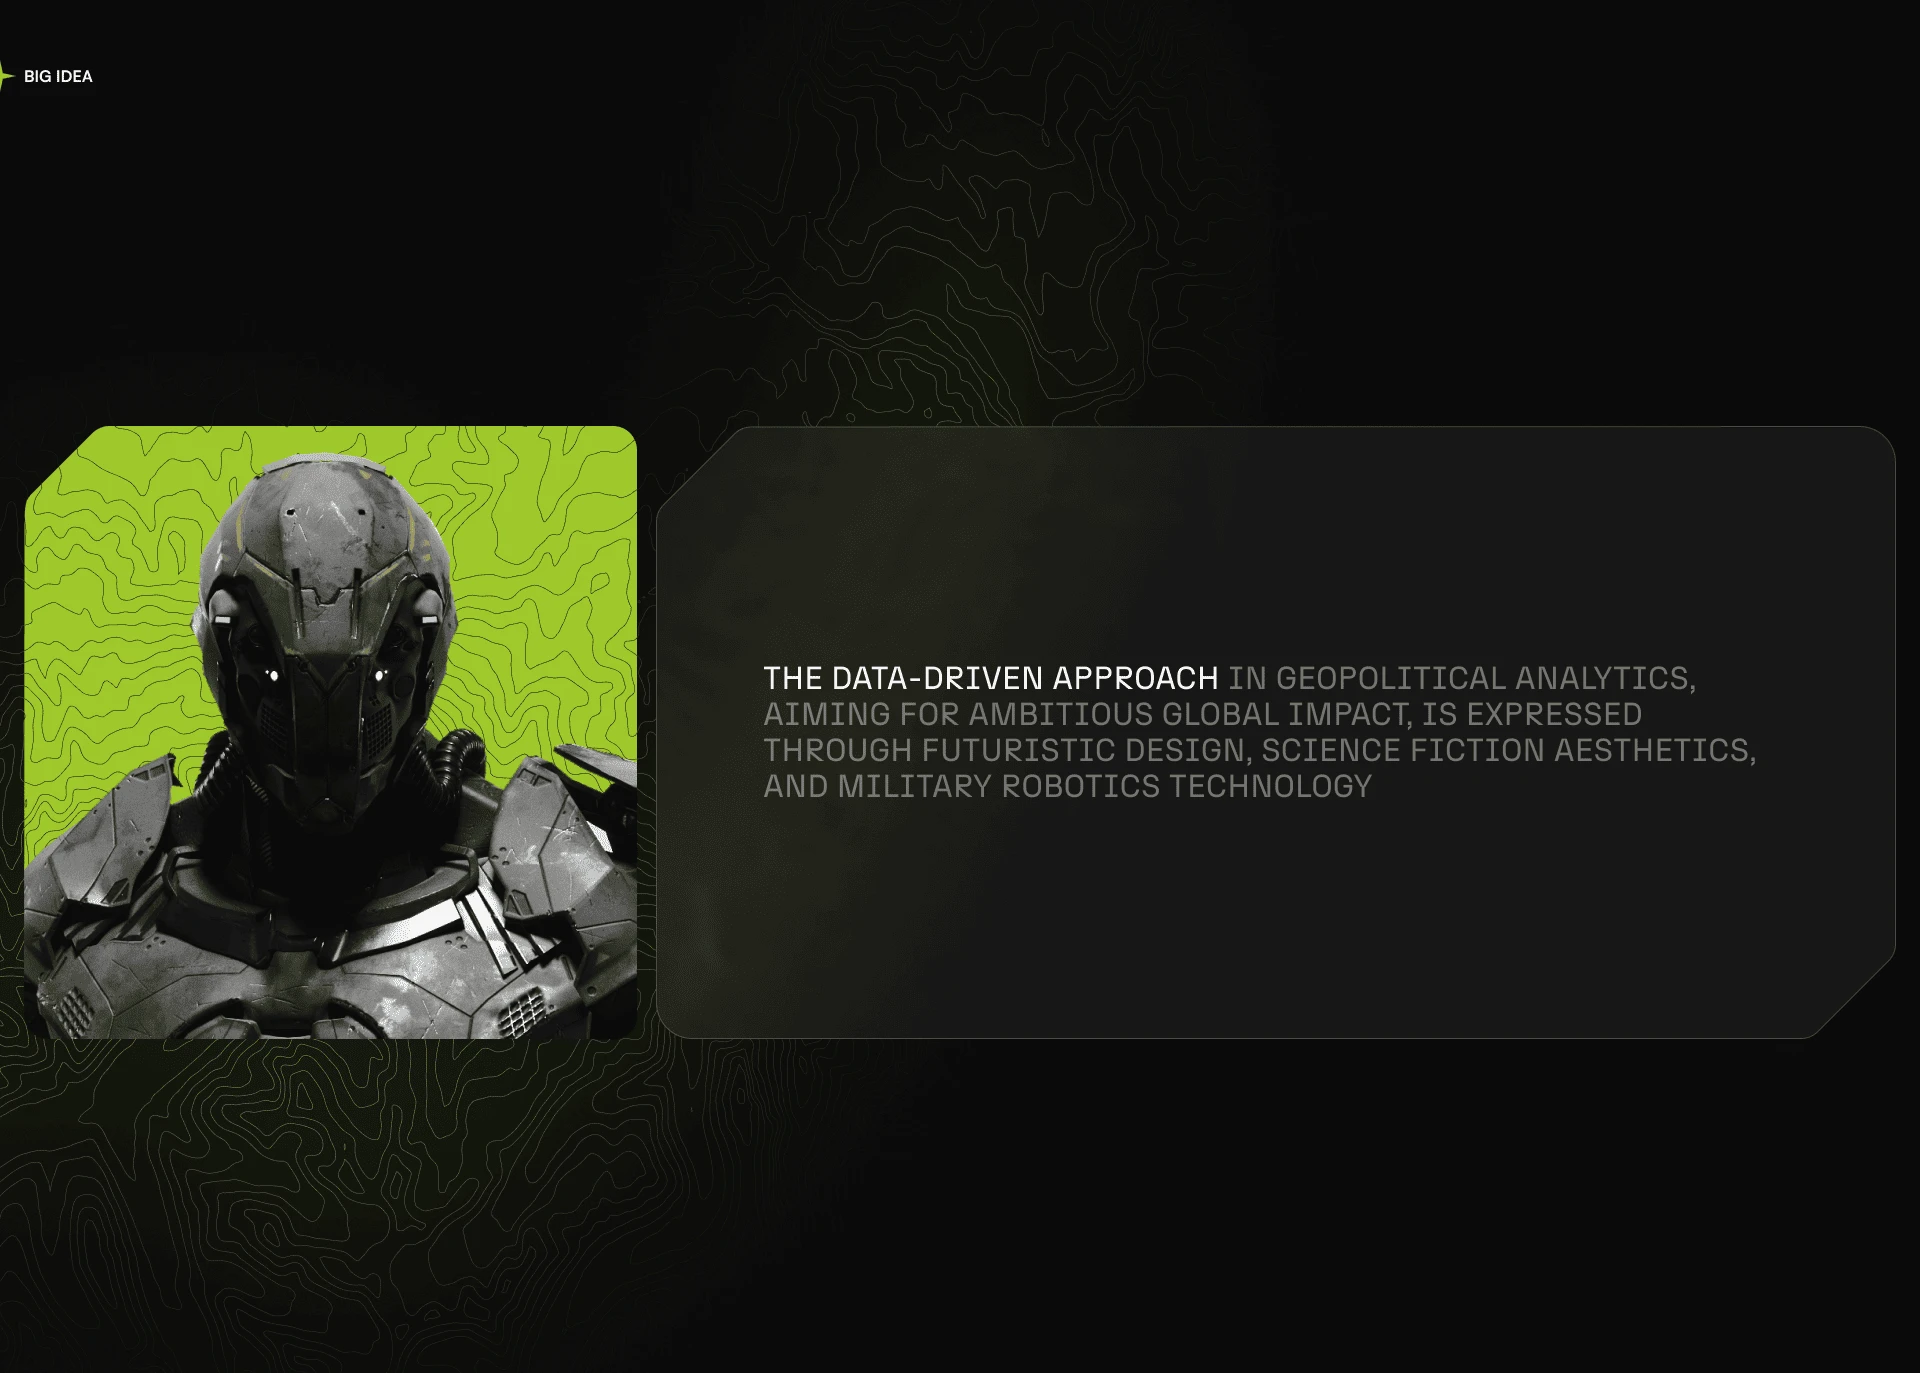 BIG IDEA
THE DATA-DRIVEN APPROACH IN GEOPOLITICAL ANALYTICS,
AIMING FOR AMBITIOUS GLOBAL IMPACT, IS EXPRESSED
THROUGH FUTURISTIC DESIGN, SCIENCE FICTION AESTHETICS,
AND MILITARY ROBOTICS TECHNOLOGY